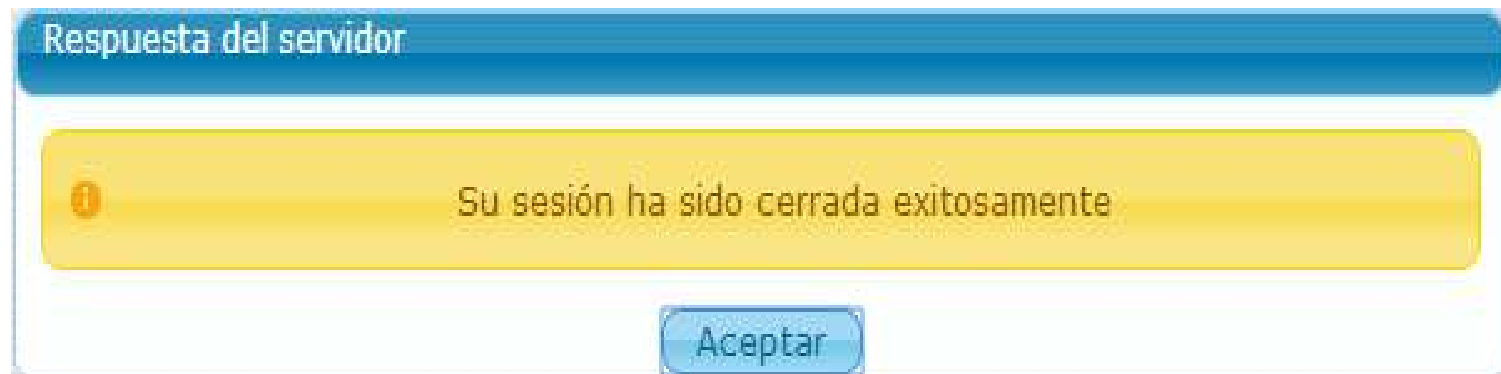 Respuesta del servidor
Su sesión ha sido cerrada exitosamente
Aceptar